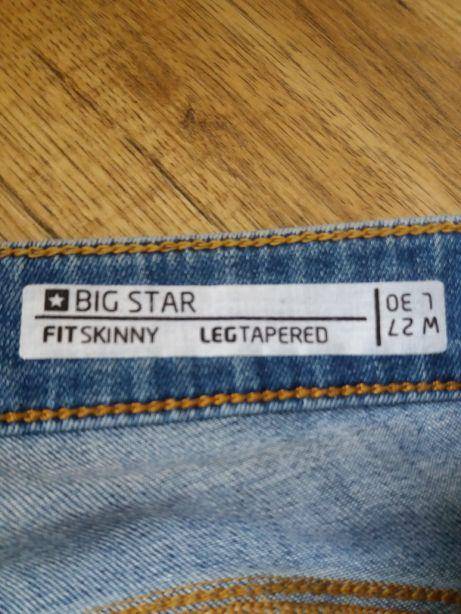 BIG STAR
FITSKINNY LEGTAPERED
W 27
L 30